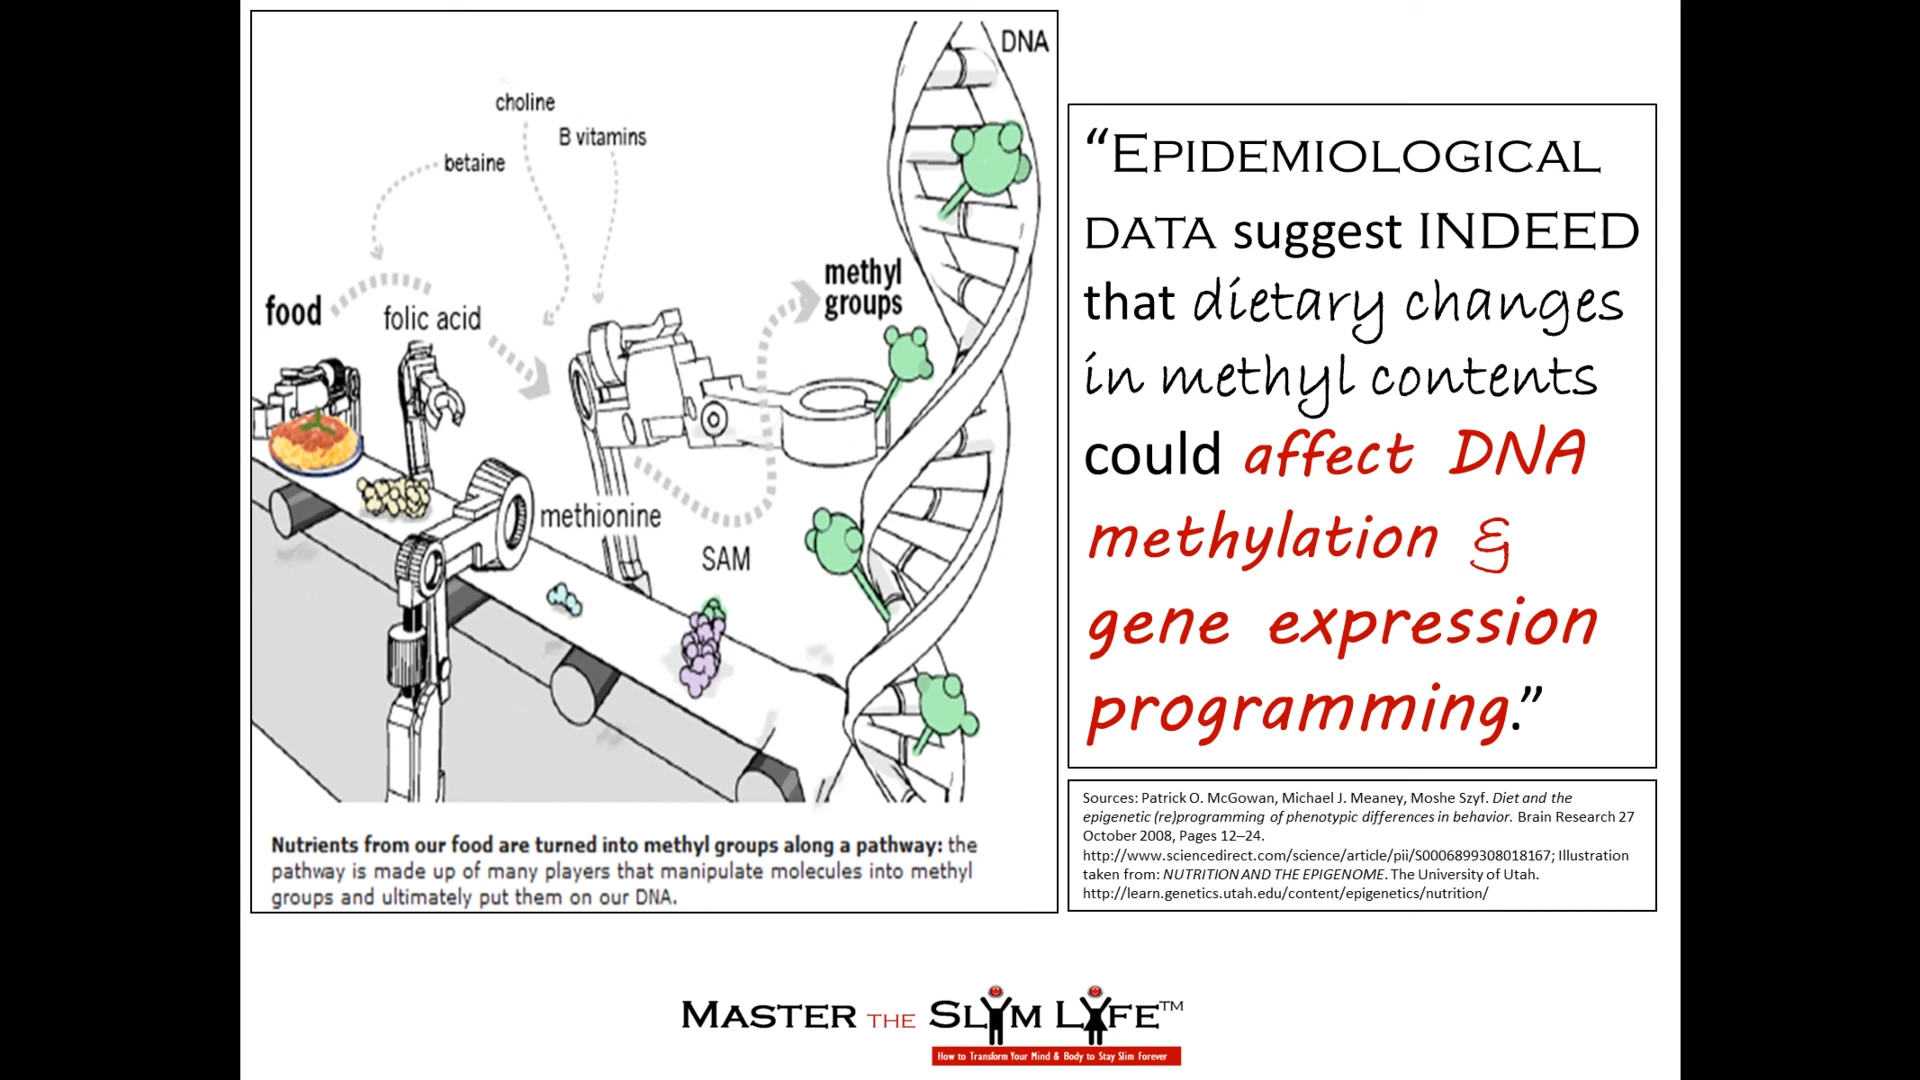 DNA
choline
B vitamins
betaine
methyl
groups
food
folic acid
methionine
SAM
Nutrients from our food are turned into methyl groups along a pathway: the
pathway is made up of many players that manipulate molecules into methyl
groups and ultimately put them on our DNA.
“EPIDEMIOLOGICAL
DATA suggest INDEED
that dietary changes
in methyl contents
could affect DNA
methylation &
gene expression
programming.”
Sources: Patrick O. McGowan, Michael J. Meaney, Moshe Szyf. Diet and the
epigenetic (re)programming of phenotypic differences in behavior. Brain Research 27
October 2008, Pages 12–24.
http://www.sciencedirect.com/science/article/pii/S0006899308018167; Illustration
taken from: NUTRITION AND THE EPIGENOME. The University of Utah.
http://learn.genetics.utah.edu/content/epigenetics/nutrition/
MASTER THE SLYM LYFE™
How to Transform Your Mind & Body to Stay Slim Forever